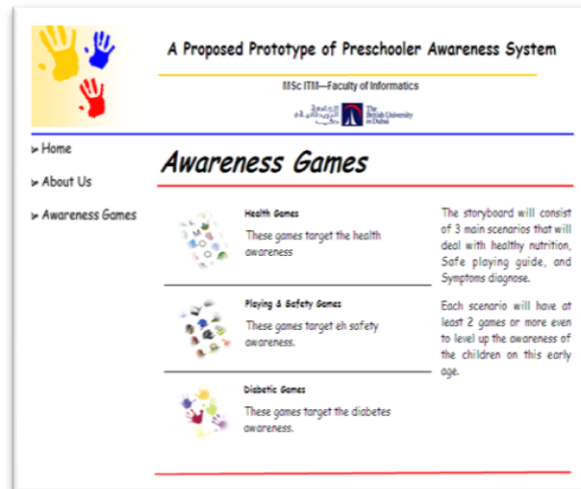 A Proposed Prototype of Preschooler Awareness System
MSc ITM—Faculty of Informatics
الجامعة
البريطانية في
دبي
The
British University
in Dubai
➢ Home
➢ About Us
➢ Awareness Games
Awareness Games
Health Games
These games target the health
awareness
Playing & Safety Games
These games target eh safety
awareness.
Diabetic Games
These games target the diabetes
awareness.
The storyboard will consist
of 3 main scenarios that will
deal with healthy nutrition,
Safe playing guide, and
Symptoms diagnose.
Each scenario will have at
least 2 games or more even
to level up the awareness of
the children on this early
age.